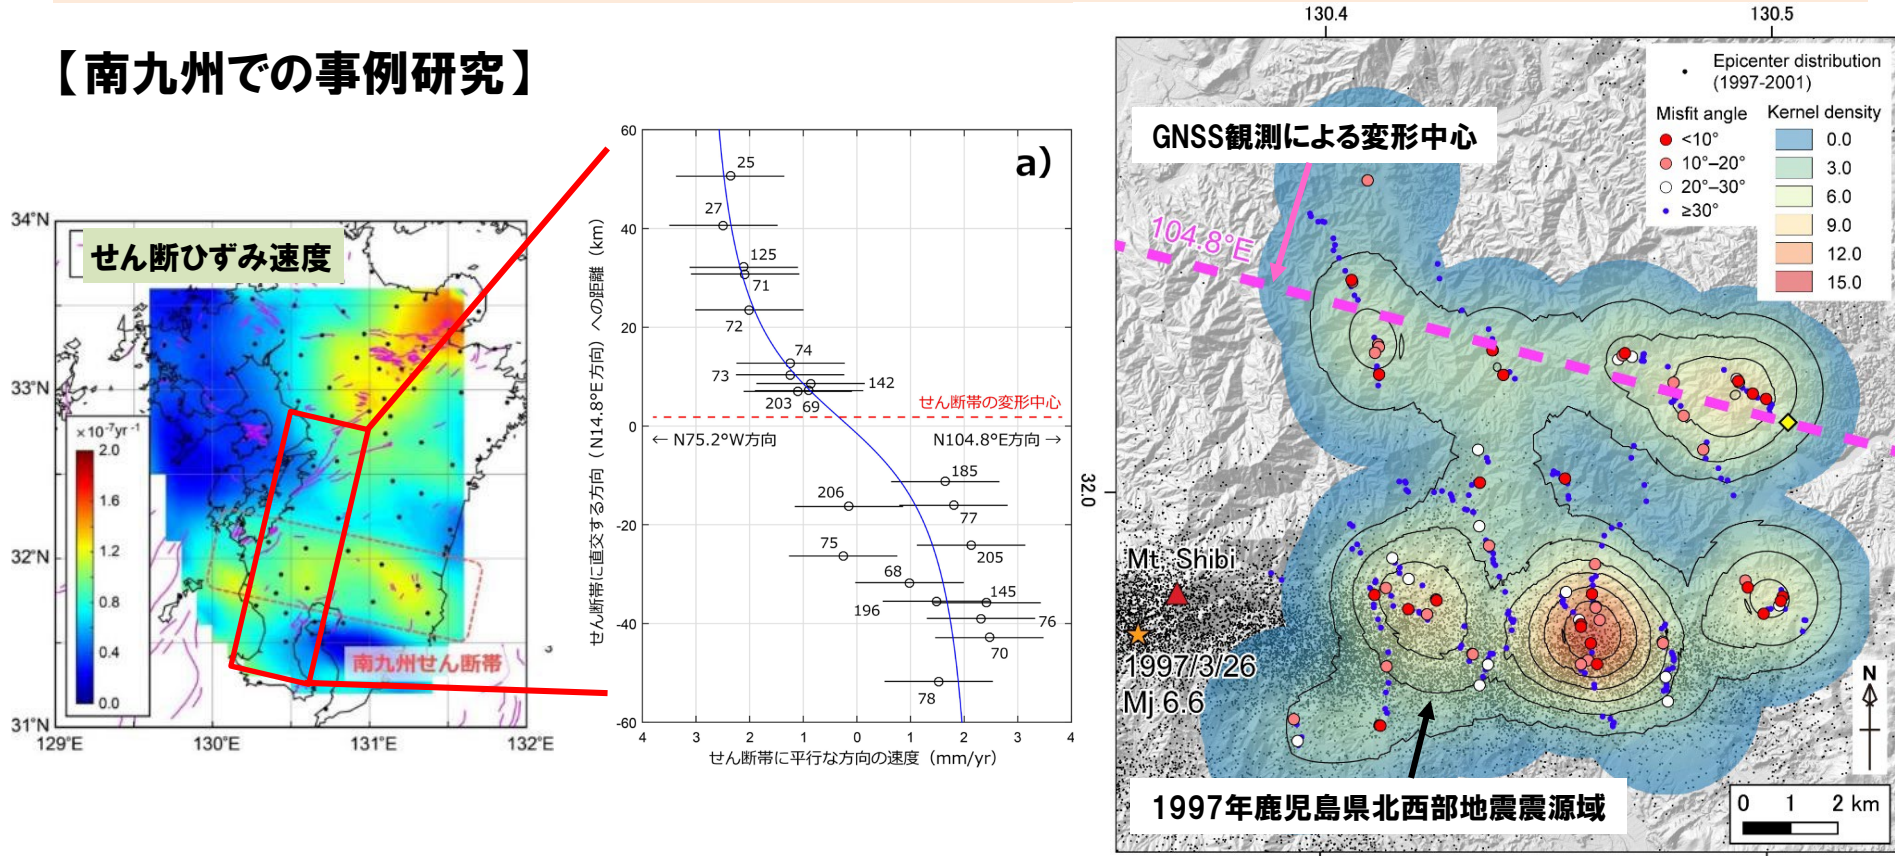 【南九州での事例研究】
34°N
33°N
32°N
31°N
129°E
130°E
131°E
132°E
せん断ひずみ速度
×10⁻⁷yr⁻¹
2.0
1.6
1.2
0.8
0.4
0.0
南九州せん断帯
a)
せん断帯に直交する方向（N14.8°E方向）への距離（km）
60
40
20
0
-20
-40
-60
25
27
125
71
72
74
73
142
203
69
せん断帯の変形中心
← N75.2°W方向
N104.8°E方向 →
185
206
77
75
205
68
145
196
76
70
78
4
3
2
1
0
1
2
3
4
せん断帯に平行な方向の速度（mm/yr）
130.4
130.5
32.0
GNSS観測による変形中心
104.8°E
Epicenter distribution
(1997-2001)
Misfit angle
<10°
10°–20°
20°–30°
≥30°
Kernel density
0.0
3.0
6.0
9.0
12.0
15.0
Mt. Shibi
1997/3/26
Mj 6.6
1997年鹿児島県北西部地震震源域
N
0 1 2 km